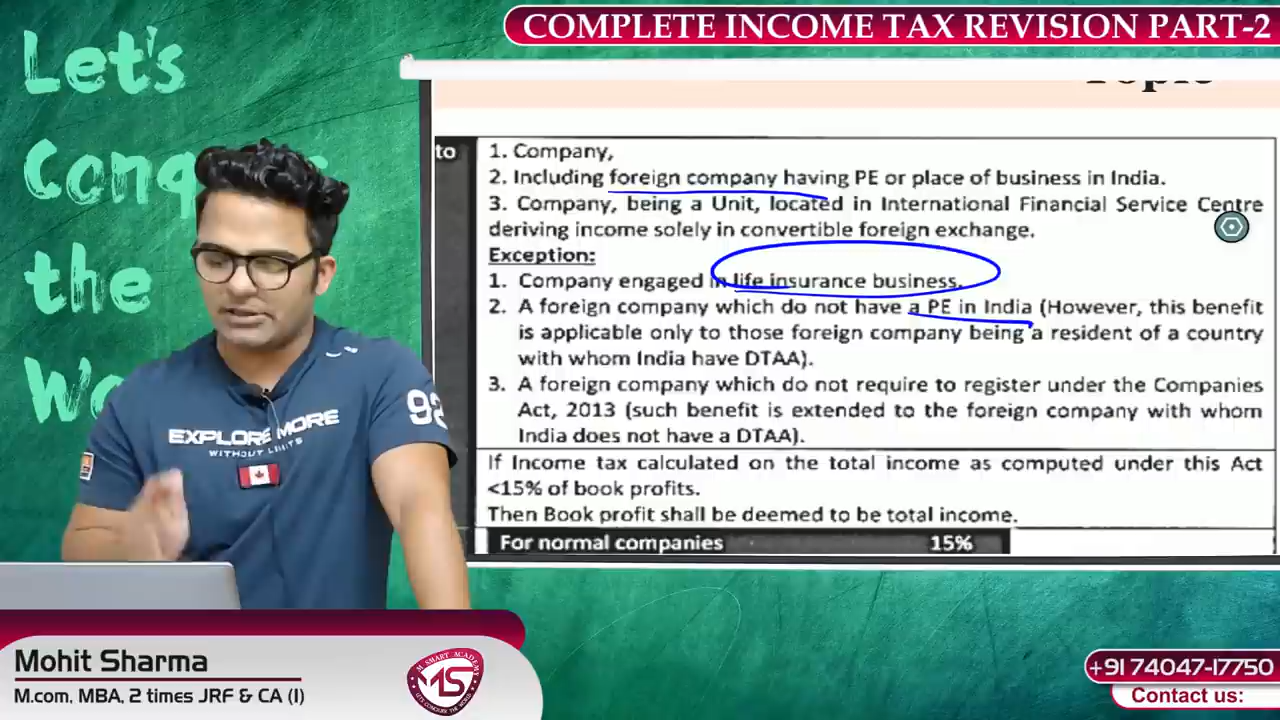 COMPLETE INCOME TAX REVISION PART-2
Let's
Conq
the
Wo
Topic
to
1. Company,
2. Including foreign company having PE or place of business in India.
3. Company, being a Unit, located in International Financial Service Centre
deriving income solely in convertible foreign exchange.
Exception:
1. Company engaged in life insurance business.
2. A foreign company which do not have a PE in India (However, this benefit
is applicable only to those foreign company being a resident of a country
with whom India have DTAA).
3. A foreign company which do not require to register under the Companies
Act, 2013 (such benefit is extended to the foreign company with whom
India does not have a DTAA).
If Income tax calculated on the total income as computed under this Act
<15% of book profits.
Then Book profit shall be deemed to be total income.
For normal companies 15%
EXPLORE MORE
WITHOUT LIMITS
92
Mohit Sharma
M.com, MBA, 2 times JRF & CA (I)
M SMART ACADEMY
MS
LETS CONQUER THE WORLD
+91 74047-17750
Contact us: